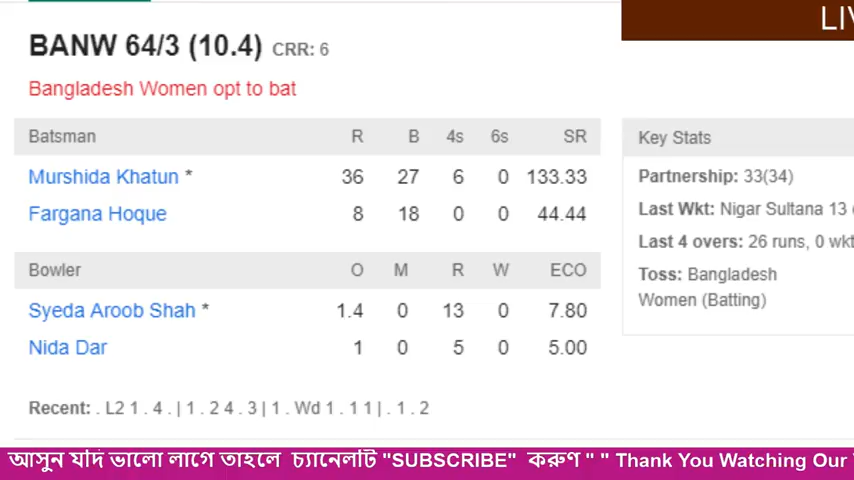 LIV
BANW 64/3 (10.4) CRR: 6
Bangladesh Women opt to bat
Batsman R B 4s 6s SR
Murshida Khatun * 36 27 6 0 133.33
Fargana Hoque 8 18 0 0 44.44
Bowler O M R W ECO
Syeda Aroob Shah * 1.4 0 13 0 7.80
Nida Dar 1 0 5 0 5.00
Recent: . L2 1 . 4 . | 1 . 2 4 . 3 | 1 . Wd 1 . 1 1 | . 1 . 2
Key Stats
Partnership: 33(34)
Last Wkt: Nigar Sultana 13
Last 4 overs: 26 runs, 0 wkt
Toss: Bangladesh
Women (Batting)
আসুন যদি ভালো লাগে তাহলে চ্যানেলটি "SUBSCRIBE" করুণ " " Thank You Watching Our